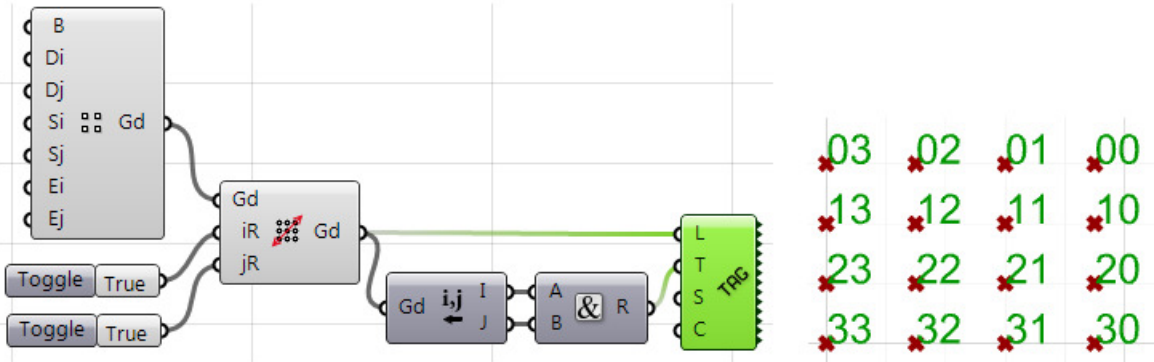 B
Di
Dj
Si
Gd
Sj
Ei
Ej
Gd
iR
Gd
jR
Toggle True
Toggle True
Gd
i,j
I
J
A
B
&
R
L
T
S
C
TAG
03 02 01 00
13 12 11 10
23 22 21 20
33 32 31 30